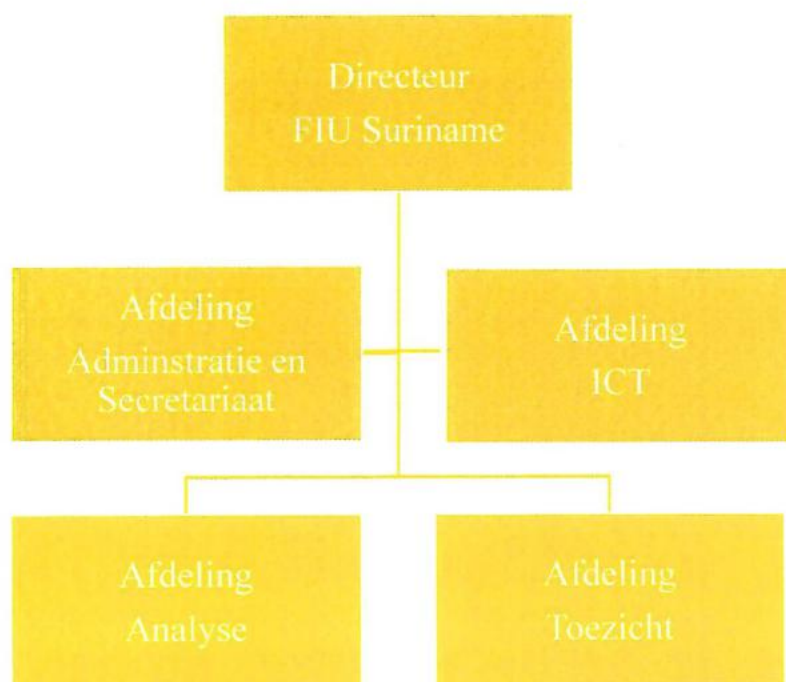 Directeur
FIU Suriname
Afdeling
Adminstratie en
Secretariaat
Afdeling
ICT
Afdeling
Analyse
Afdeling
Toezicht